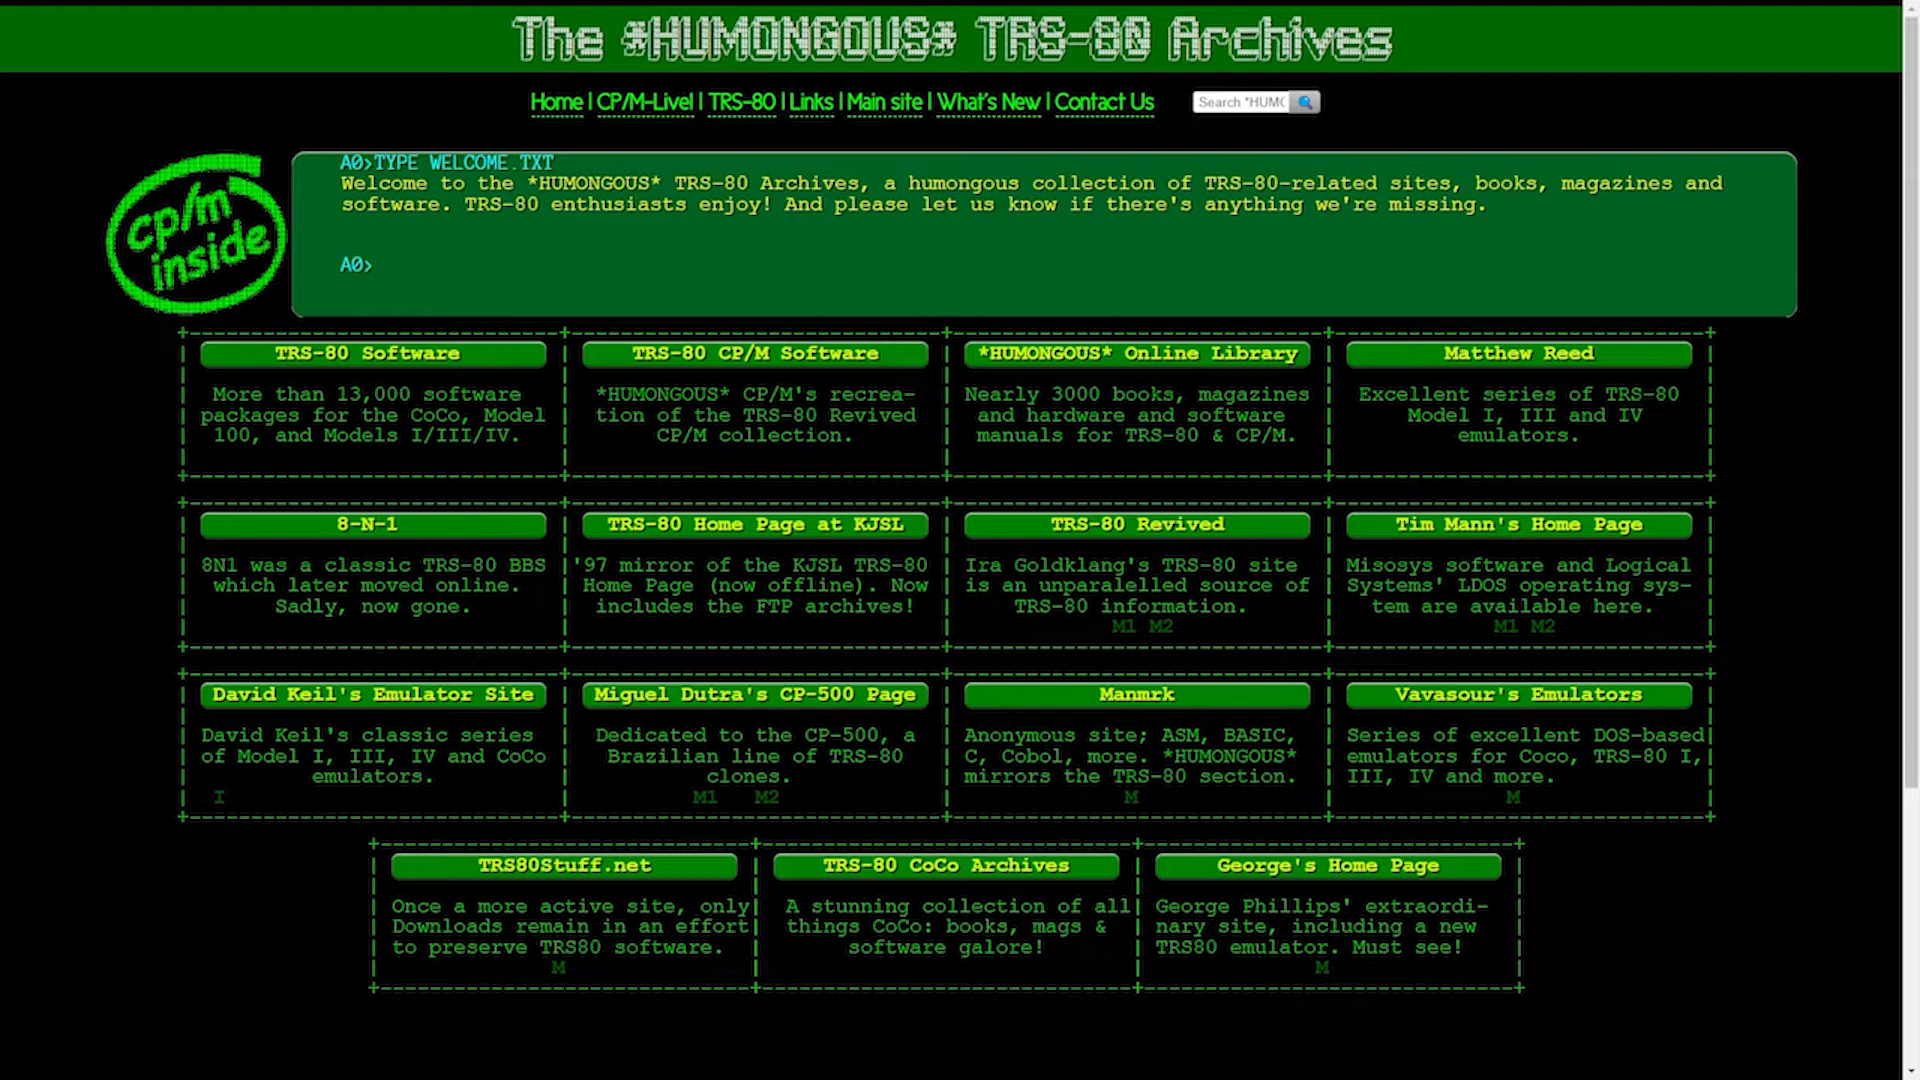 The *HUMONGOUS* TRS-80 Archives
Home | CP/M-Live! | TRS-80 | Links | Main site | What's New | Contact Us
Search *HUM
cp/m
inside
A0>TYPE WELCOME.TXT
Welcome to the *HUMONGOUS* TRS-80 Archives, a humongous collection of TRS-80-related sites, books, magazines and
software. TRS-80 enthusiasts enjoy! And please let us know if there's anything we're missing.
A0>
TRS-80 Software
More than 13,000 software
packages for the CoCo, Model
100, and Models I/III/IV.
TRS-80 CP/M Software
*HUMONGOUS* CP/M's recrea-
tion of the TRS-80 Revived
CP/M collection.
*HUMONGOUS* Online Library
Nearly 3000 books, magazines
and hardware and software
manuals for TRS-80 & CP/M.
Matthew Reed
Excellent series of TRS-80
Model I, III and IV
emulators.
8-N-1
8N1 was a classic TRS-80 BBS
which later moved online.
Sadly, now gone.
TRS-80 Home Page at KJSL
'97 mirror of the KJSL TRS-80
Home Page (now offline). Now
includes the FTP archives!
TRS-80 Revived
Ira Goldklang's TRS-80 site
is an unparalelled source of
TRS-80 information.
M1 M2
Tim Mann's Home Page
Misosys software and Logical
Systems' LDOS operating sys-
tem are available here.
M1 M2
David Keil's Emulator Site
David Keil's classic series
of Model I, III, IV and CoCo
emulators.
I
Miguel Dutra's CP-500 Page
Dedicated to the CP-500, a
Brazilian line of TRS-80
clones.
M1 M2
Manmrk
Anonymous site; ASM, BASIC,
C, Cobol, more. *HUMONGOUS*
mirrors the TRS-80 section.
M
Vavasour's Emulators
Series of excellent DOS-based
emulators for Coco, TRS-80 I,
III, IV and more.
M
TRS80Stuff.net
Once a more active site, only
Downloads remain in an effort
to preserve TRS80 software.
M
TRS-80 CoCo Archives
A stunning collection of all
things CoCo: books, mags &
software galore!
George's Home Page
George Phillips' extraordi-
nary site, including a new
TRS80 emulator. Must see!
M